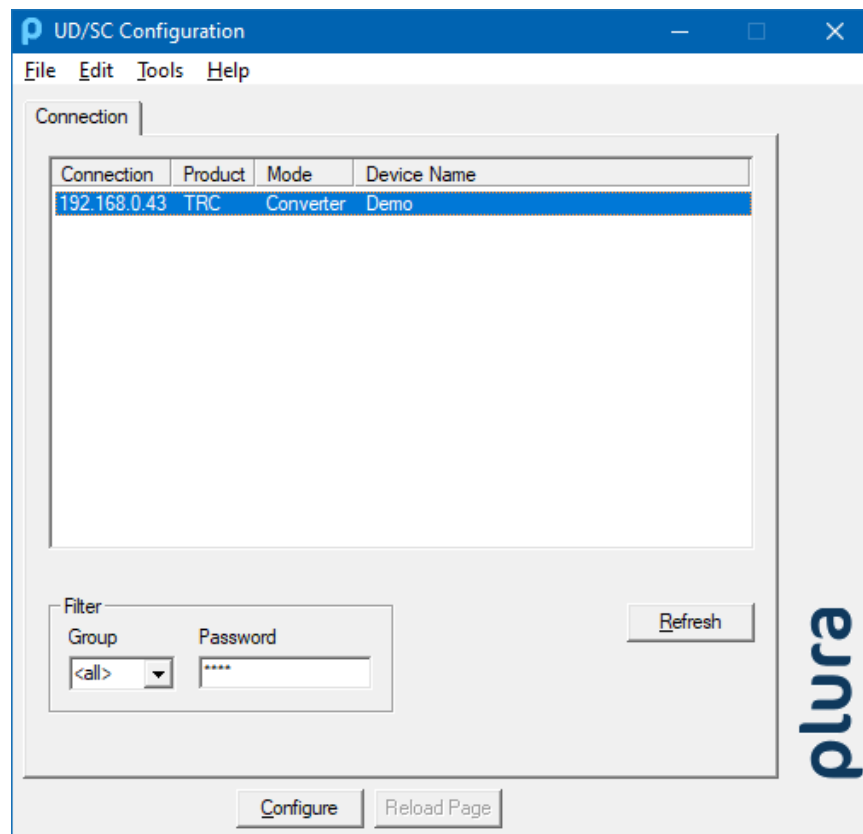 UD/SC Configuration
File Edit Tools Help
Connection
Connection Product Mode Device Name
192.168.0.43 TRC Converter Demo
Filter
Group Password
<all> ****
Refresh
plura
Configure Reload Page